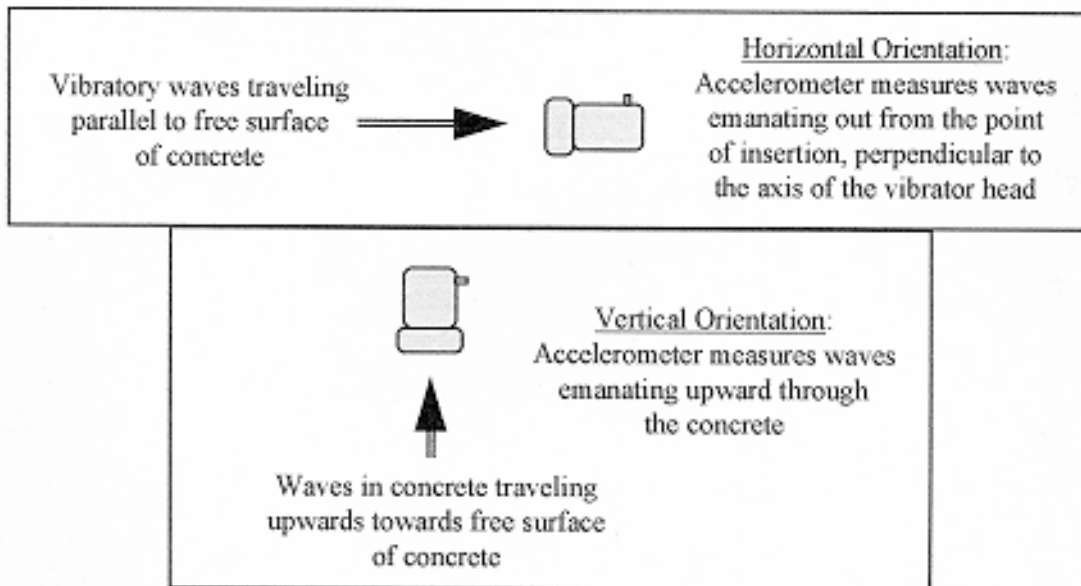 Vibratory waves traveling
parallel to free surface
of concrete
Horizontal Orientation:
Accelerometer measures waves
emanating out from the point
of insertion, perpendicular to
the axis of the vibrator head
Vertical Orientation:
Accelerometer measures waves
emanating upward through
the concrete
Waves in concrete traveling
upwards towards free surface
of concrete